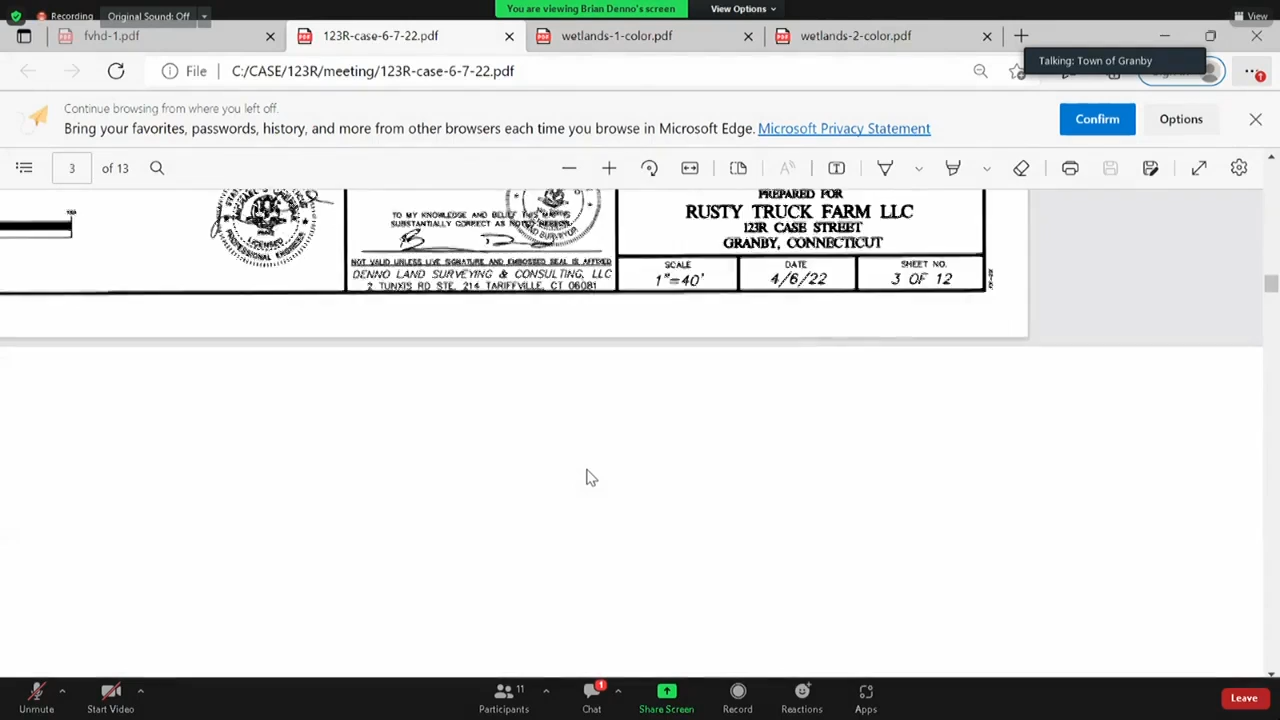 Recording
Original Sound: Off
You are viewing Brian Denno's screen
View Options
View
fvhd-1.pdf
123R-case-6-7-22.pdf
wetlands-1-color.pdf
wetlands-2-color.pdf
Talking: Town of Granby
File
C:/CASE/123R/meeting/123R-case-6-7-22.pdf
Continue browsing from where you left off.
Bring your favorites, passwords, history, and more from other browsers each time you browse in Microsoft Edge. Microsoft Privacy Statement
Confirm
Options
3 of 13
PREPARED FOR
RUSTY TRUCK FARM LLC
123R CASE STREET
GRANBY, CONNECTICUT
TO MY KNOWLEDGE AND BELIEF THIS MAP IS
SUBSTANTIALLY CORRECT AS NOTED HEREON.
NOT VALID UNLESS LIVE SIGNATURE AND EMBOSSED SEAL IS AFFIXED
DENNO LAND SURVEYING & CONSULTING, LLC
2 TUNXIS RD STE. 214 TARIFFVILLE, CT 06081
LICENSED
PROFESSIONAL ENGINEER
SCALE
1"=40'
DATE
4/6/22
SHEET NO.
3 OF 12
Unmute
Start Video
11
Participants
1
Chat
Share Screen
Record
Reactions
Apps
Leave